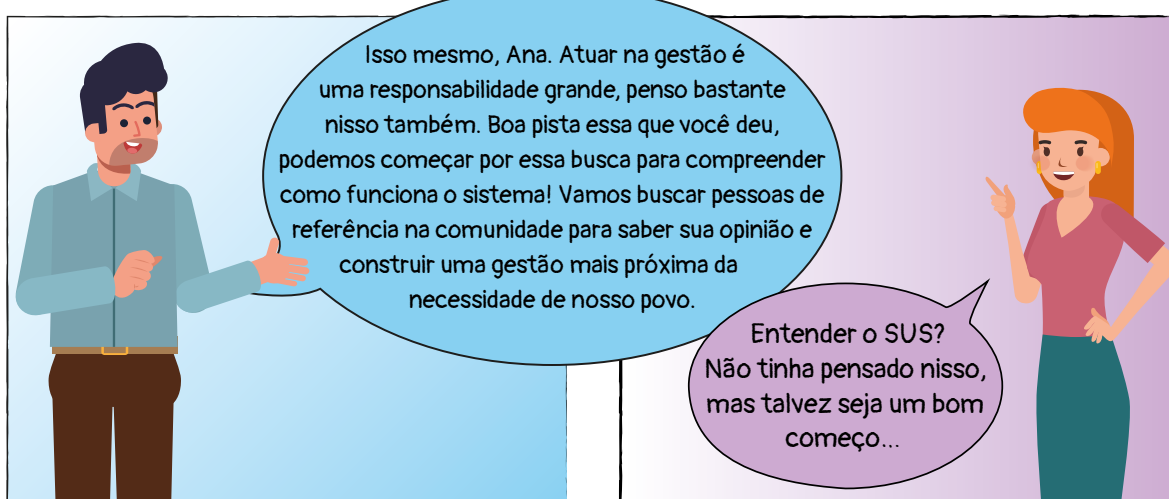 Isso mesmo, Ana. Atuar na gestão é
uma responsabilidade grande, penso bastante
nisso também. Boa pista essa que você deu,
podemos começar por essa busca para compreender
como funciona o sistema! Vamos buscar pessoas de
referência na comunidade para saber sua opinião e
construir uma gestão mais próxima da
necessidade de nosso povo.
Entender o SUS?
Não tinha pensado nisso,
mas talvez seja um bom
começo...